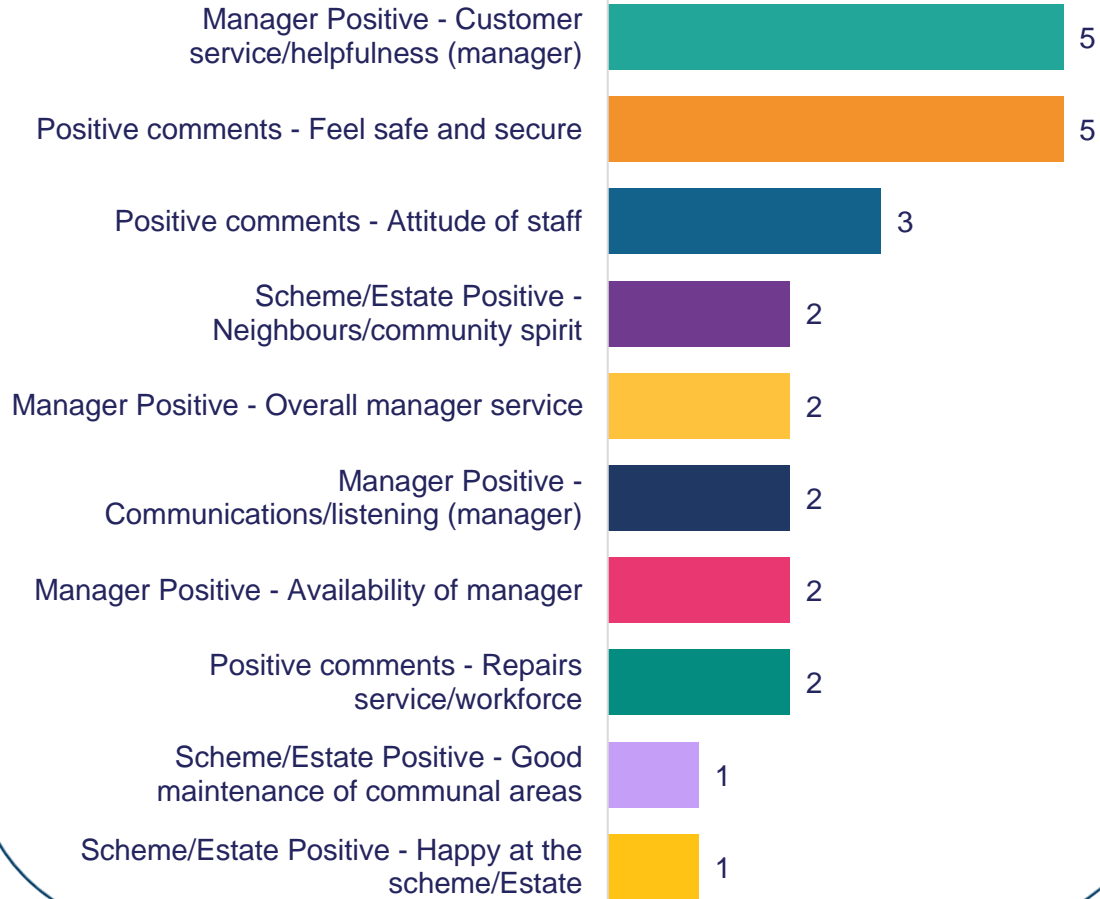 Manager Positive - Customer
service/helpfulness (manager)
5
Positive comments - Feel safe and secure
5
Positive comments - Attitude of staff
3
Scheme/Estate Positive -
Neighbours/community spirit
2
Manager Positive - Overall manager service
2
Manager Positive -
Communications/listening (manager)
2
Manager Positive - Availability of manager
2
Positive comments - Repairs
service/workforce
2
Scheme/Estate Positive - Good
maintenance of communal areas
1
Scheme/Estate Positive - Happy at the
scheme/Estate
1